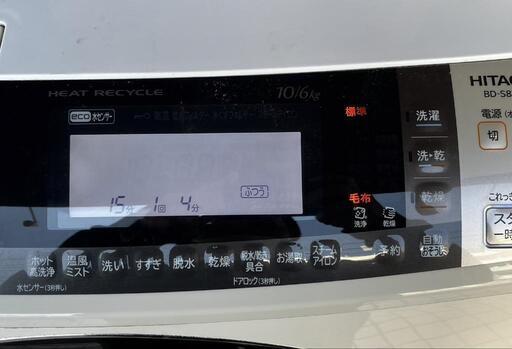 HEAT RECYCLE
10/6kg
HITAC
BD-S8
eco 水センサー
標準
洗濯
電源
切
洗・乾
ふつう
15分 1回 4分
毛布
乾燥
洗浄 乾燥
スタ
一時
ホット高洗浄 温風ミスト 洗い すすぎ 脱水 乾燥 お湯取 スチームアイロン 予約 自動
水センサー(3秒押し)
ドアロック(3秒押し)